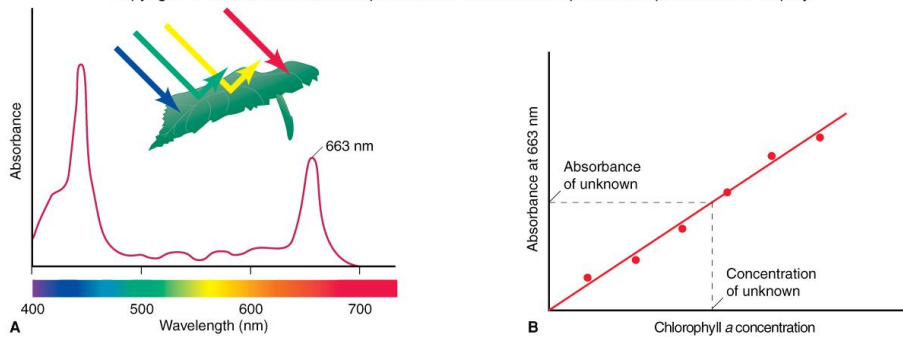 Absorbance
663 nm
400
500
600
700
Wavelength (nm)
A
Absorbance at 663 nm
Absorbance
of unknown
Concentration
of unknown
B
Chlorophyll a concentration